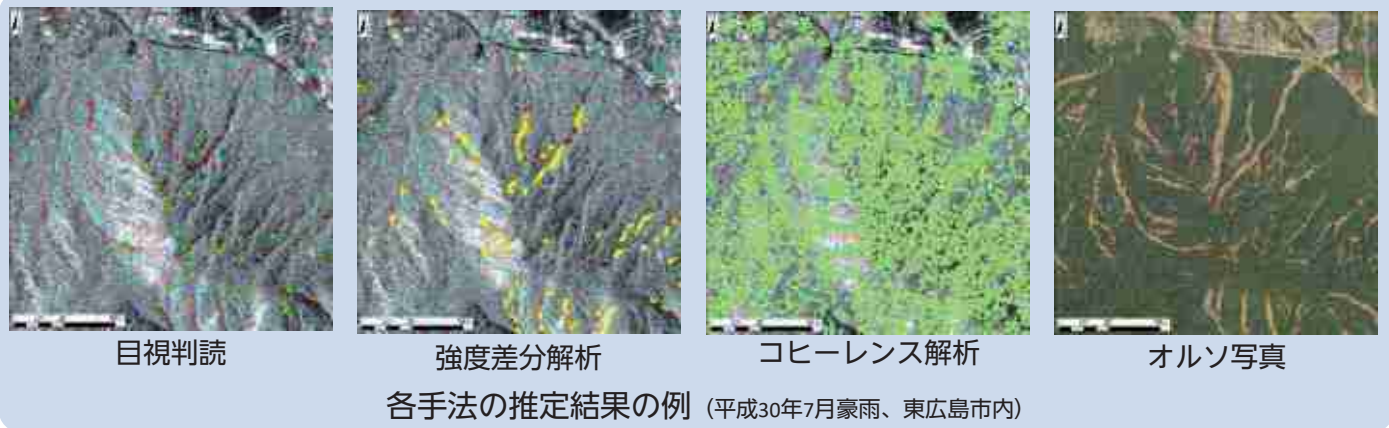 目視判読
強度差分解析
コヒーレンス解析
オルソ写真
各手法の推定結果の例（平成30年7月豪雨、東広島市内）